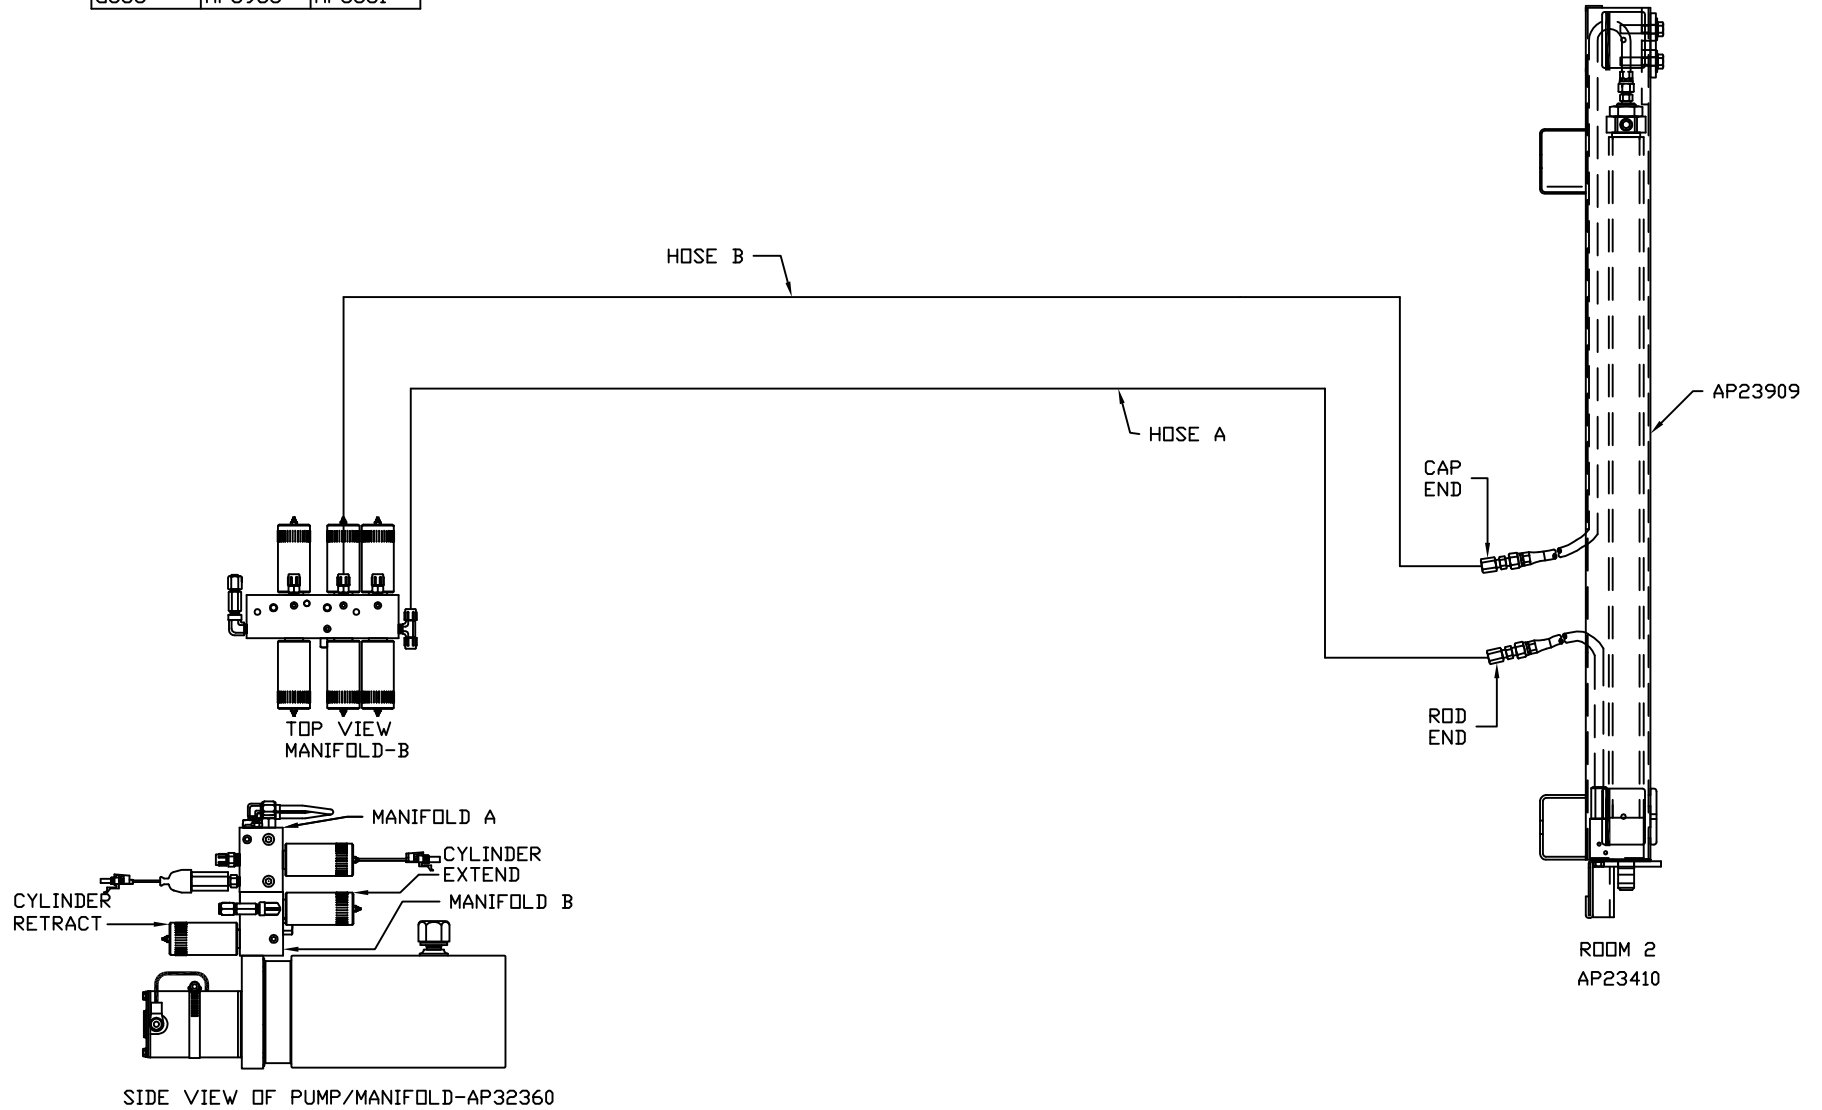 HOSE B
AP23909
HOSE A
CAP
END
ROD
END
TOP VIEW
MANIFOLD-B
MANIFOLD A
CYLINDER
EXTEND
CYLINDER
RETRACT
MANIFOLD B
ROOM 2
AP23410
SIDE VIEW OF PUMP/MANIFOLD-AP32360